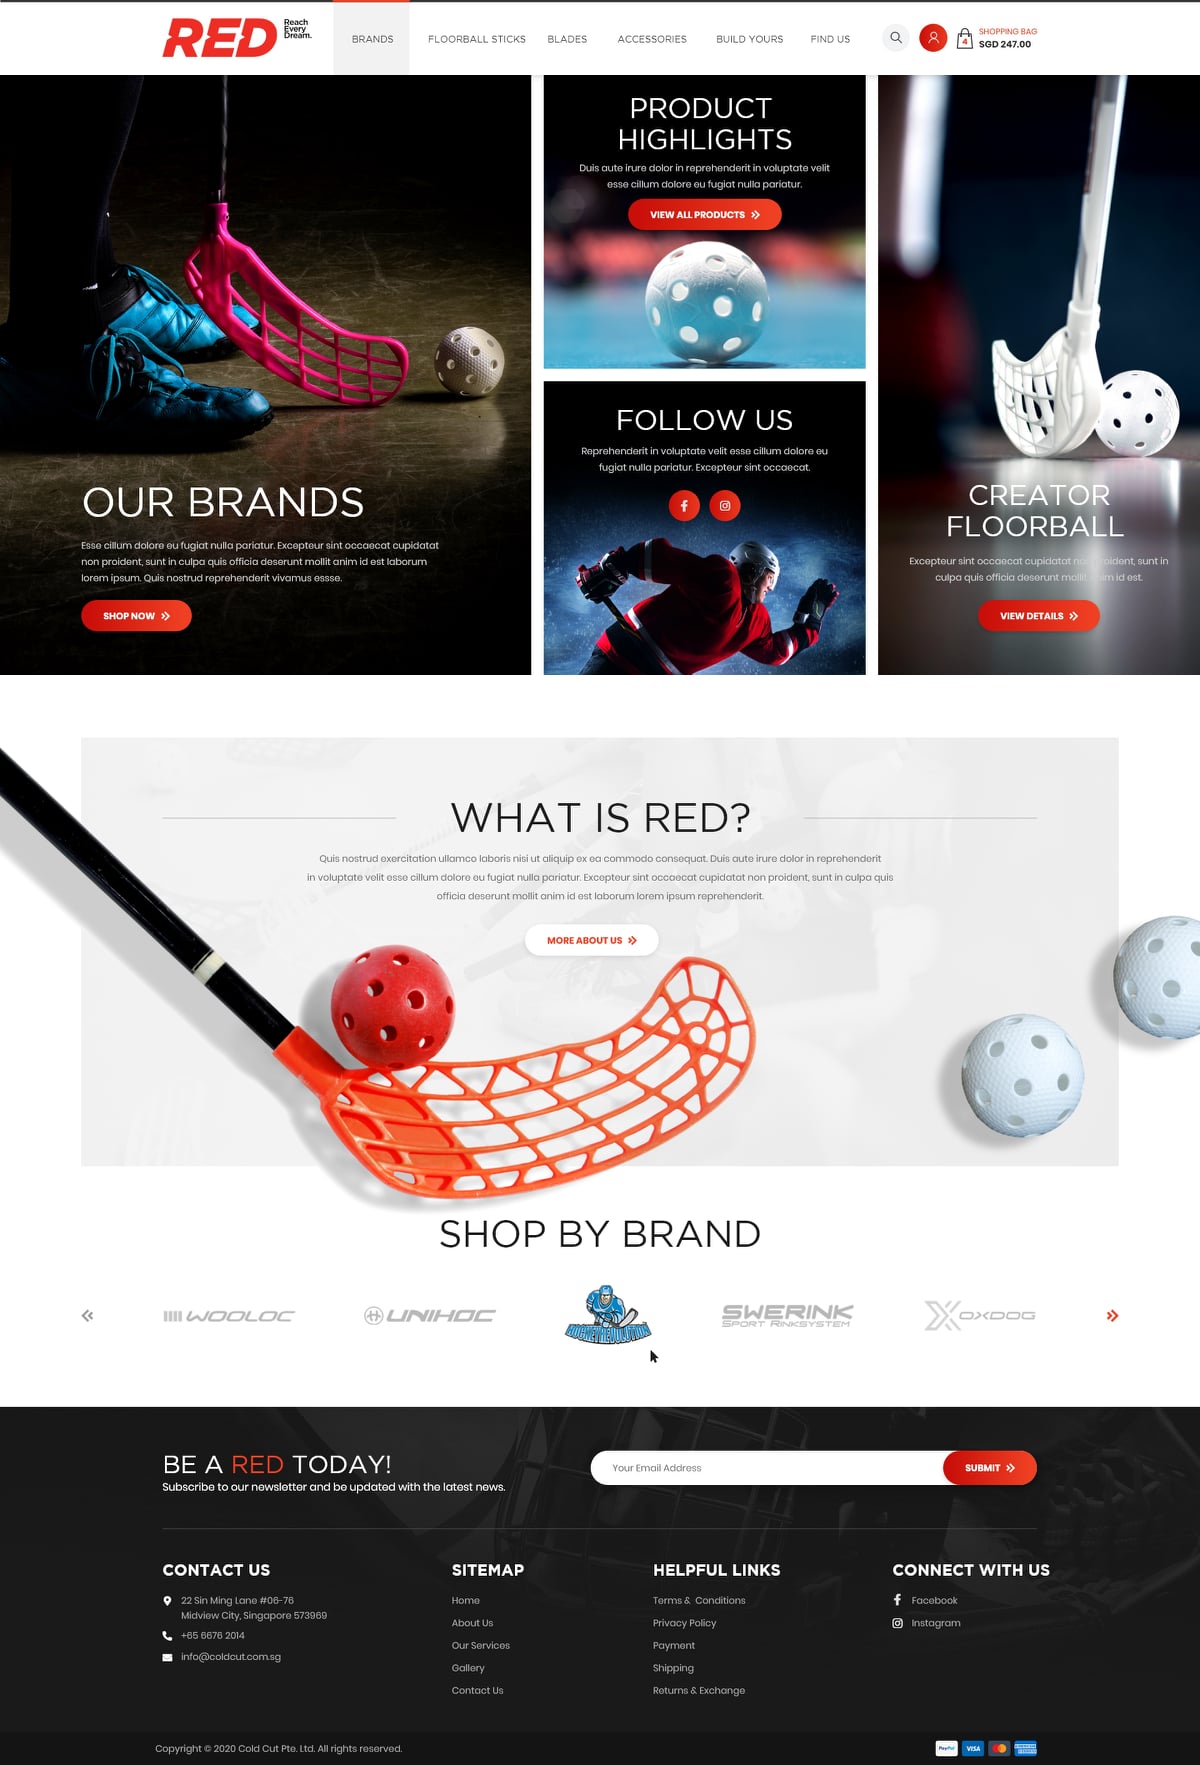 RED
Reach
Every
Dream.
BRANDS
FLOORBALL STICKS
BLADES
ACCESSORIES
BUILD YOURS
FIND US
4
SHOPPING BAG
SGD 247.00
OUR BRANDS
Esse cillum dolore eu fugiat nulla pariatur. Excepteur sint occaecat cupidatat
non proident, sunt in culpa quis officia deserunt mollit anim id est laborum
lorem ipsum. Quis nostrud reprehenderit vivamus essse.
SHOP NOW
PRODUCT
HIGHLIGHTS
Duis aute irure dolor in reprehenderit in voluptate velit
esse cillum dolore eu fugiat nulla pariatur.
VIEW ALL PRODUCTS
FOLLOW US
Reprehenderit in voluptate velit esse cillum dolore eu
fugiat nulla pariatur. Excepteur sint occaecat.
CREATOR
FLOORBALL
Excepteur sint occaecat cupidatat non proident, sunt in
culpa quis officia deserunt mollit anim id est.
VIEW DETAILS
WHAT IS RED?
Quis nostrud exercitation ullamco laboris nisi ut aliquip ex ea commodo consequat. Duis aute irure dolor in reprehenderit
in voluptate velit esse cillum dolore eu fugiat nulla pariatur. Excepteur sint occaecat cupidatat non proident, sunt in culpa quis
officia deserunt mollit anim id est laborum lorem ipsum reprehenderit.
MORE ABOUT US
SHOP BY BRAND
WOOLOC
UNIHOC
HOCKEYREVOLUTION
SWERINK
SPORT RINKSYSTEM
OXDOG
BE A RED TODAY!
Subscribe to our newsletter and be updated with the latest news.
Your Email Address
SUBMIT
CONTACT US
22 Sin Ming Lane #06-76
Midview City, Singapore 573969
+65 6676 2014
info@coldcut.com.sg
SITEMAP
Home
About Us
Our Services
Gallery
Contact Us
HELPFUL LINKS
Terms & Conditions
Privacy Policy
Payment
Shipping
Returns & Exchange
CONNECT WITH US
Facebook
Instagram
Copyright © 2020 Cold Cut Pte. Ltd. All rights reserved.
PayPal
VISA